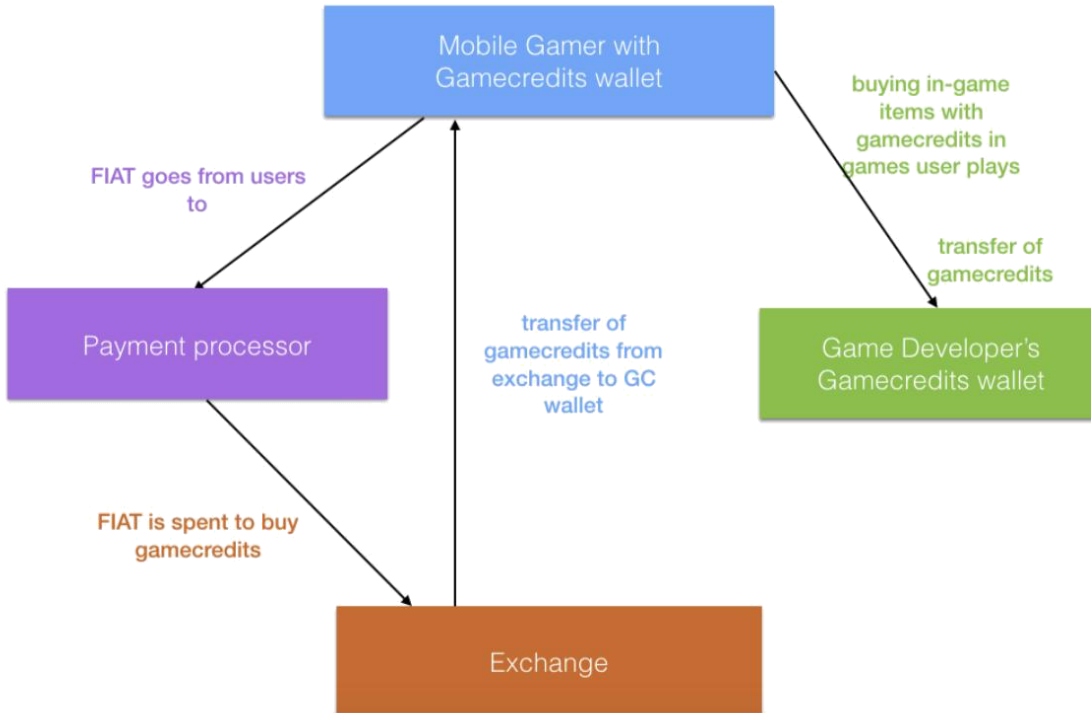 Mobile Gamer with
Gamecredits wallet
buying in-game
items with
gamecredits in
games user plays
FIAT goes from users
to
transfer of
gamecredits
Payment processor
transfer of
gamecredits from
exchange to GC
wallet
Game Developer's
Gamecredits wallet
FIAT is spent to buy
gamecredits
Exchange